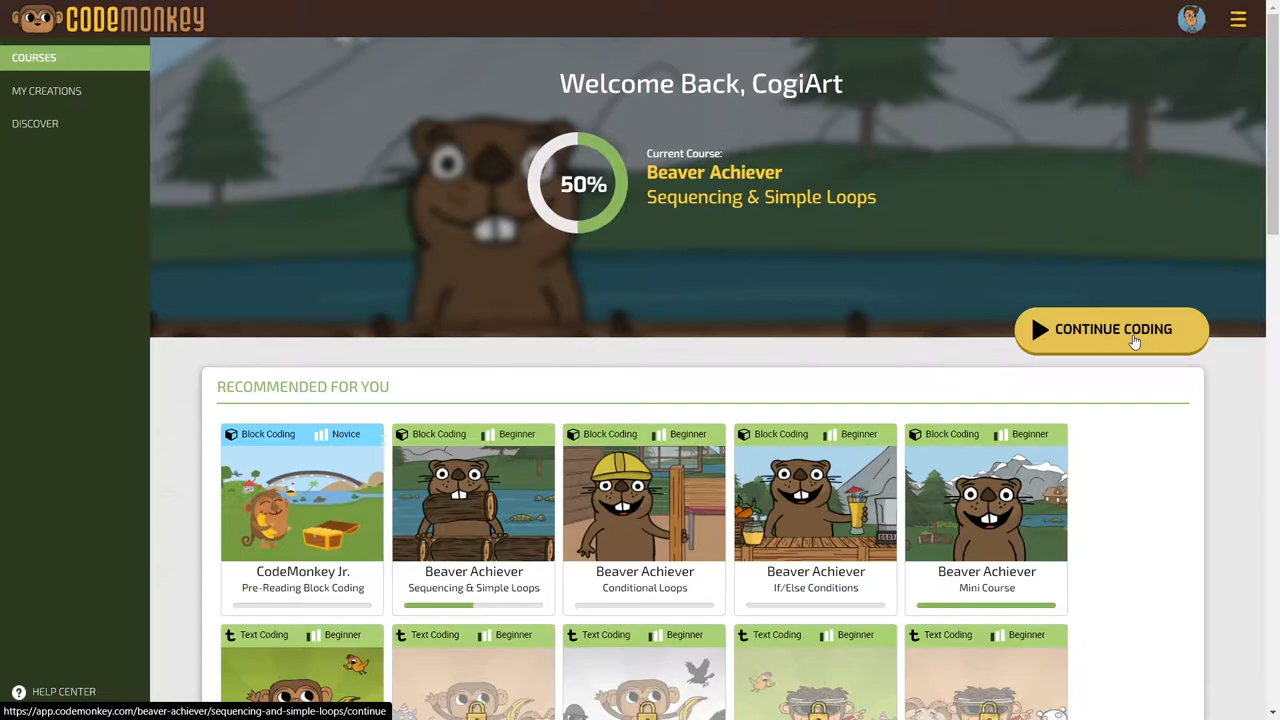 CODEmonkey
COURSES
MY CREATIONS
DISCOVER
Welcome Back, CogiArt
50%
Current Course:
Beaver Achiever
Sequencing & Simple Loops
CONTINUE CODING
RECOMMENDED FOR YOU
Block Coding Novice
Block Coding Beginner
Block Coding Beginner
Block Coding Beginner
Block Coding Beginner
CodeMonkey Jr.
Pre-Reading Block Coding
Beaver Achiever
Sequencing & Simple Loops
Beaver Achiever
Conditional Loops
Beaver Achiever
If/Else Conditions
Beaver Achiever
Mini Course
t Text Coding Beginner
t Text Coding Beginner
t Text Coding Beginner
t Text Coding Beginner
t Text Coding Beginner
? HELP CENTER
https://app.codemonkey.com/beaver-achiever/sequencing-and-simple-loops/continue